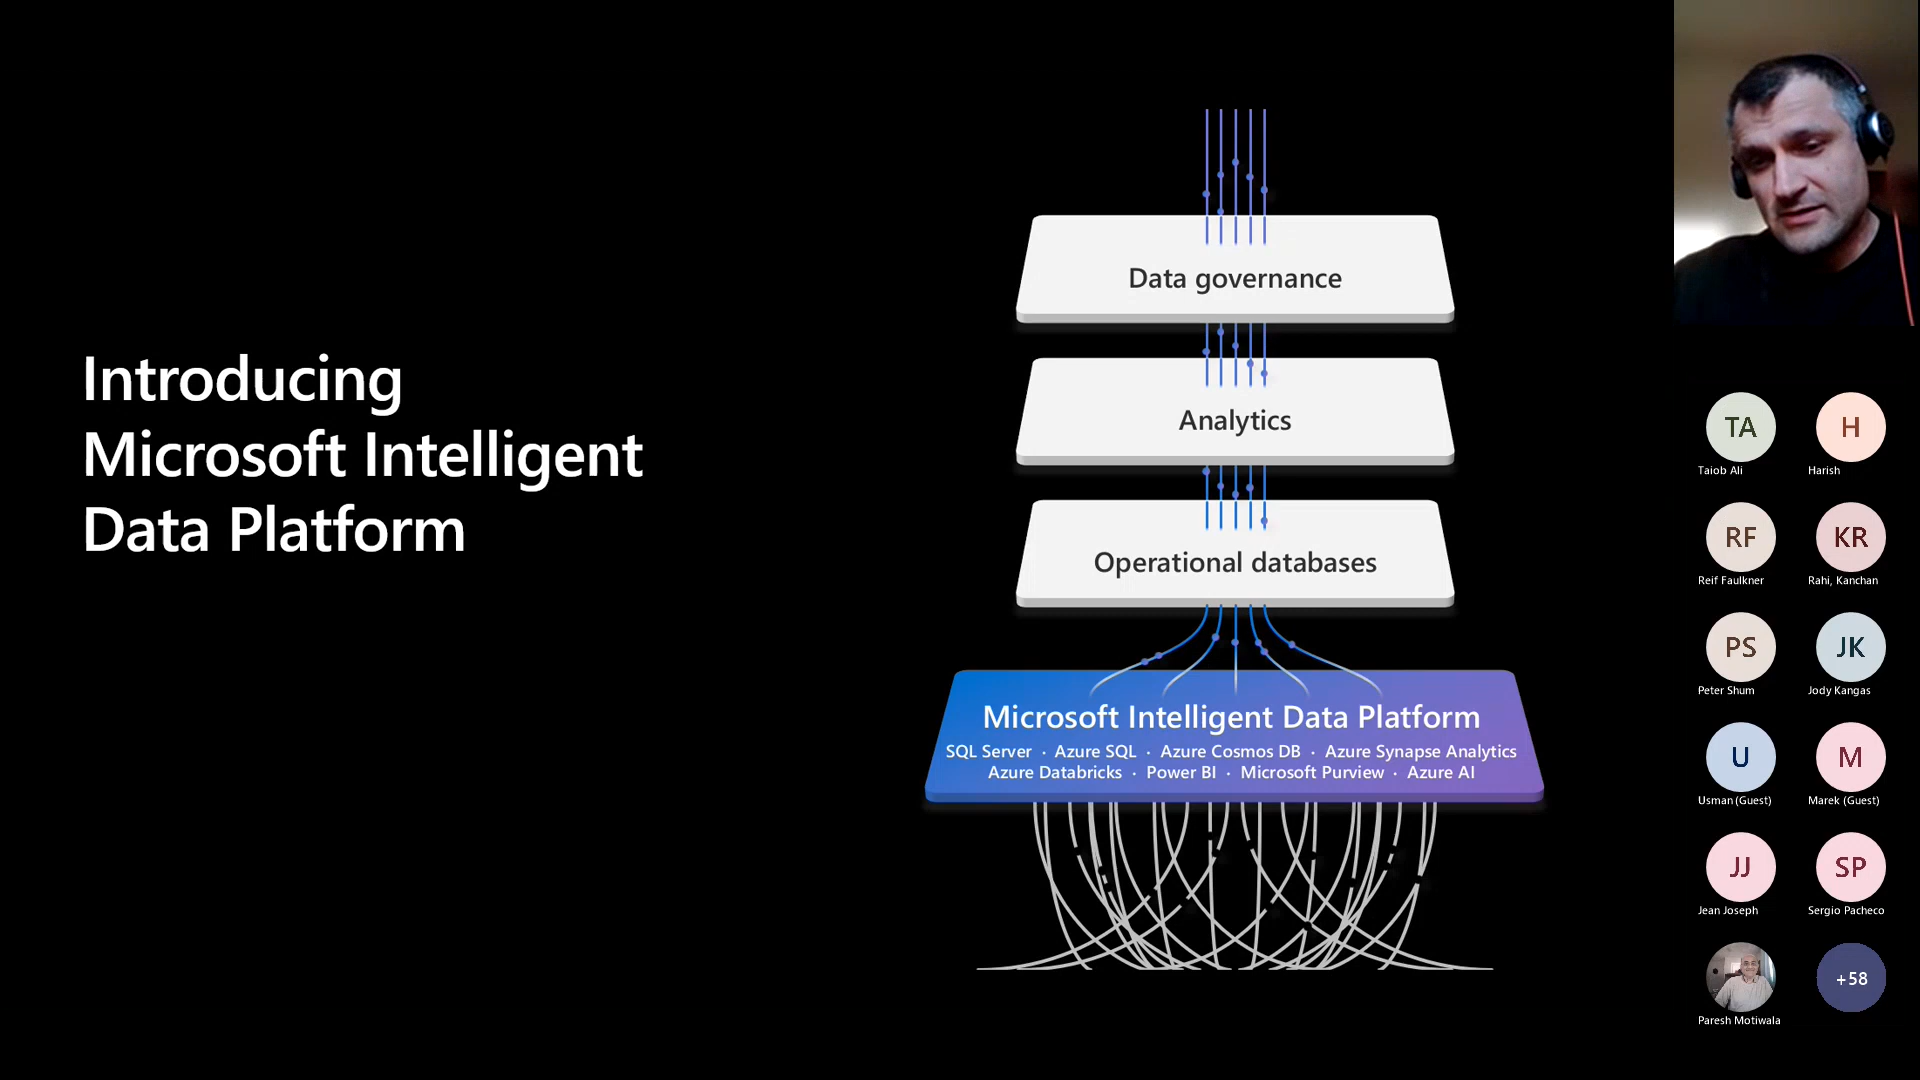 Introducing
Microsoft Intelligent
Data Platform
Data governance
Analytics
Operational databases
Microsoft Intelligent Data Platform
SQL Server · Azure SQL · Azure Cosmos DB · Azure Synapse Analytics
Azure Databricks · Power BI · Microsoft Purview · Azure AI
TA H
Taiob Ali Harish
RF KR
Reif Faulkner Rahi, Kanchan
PS JK
Peter Shum Jody Kangas
U M
Usman (Guest) Marek (Guest)
JJ SP
Jean Joseph Sergio Pacheco
+58
Paresh Motiwala